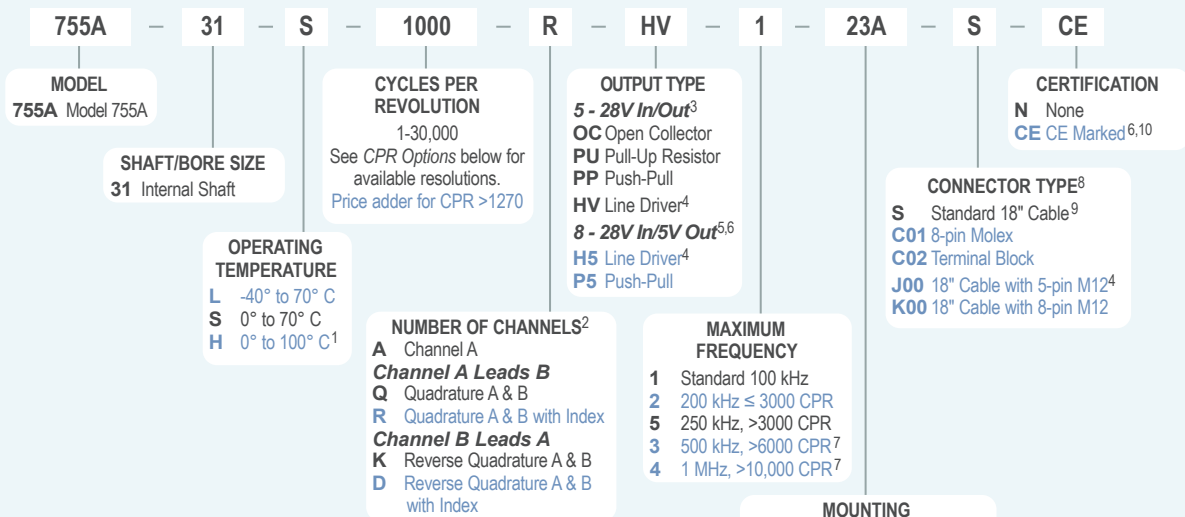 755A – 31 – S – 1000 – R – HV – 1 – 23A – S – CE
MODEL
755A Model 755A
SHAFT/BORE SIZE
31 Internal Shaft
OPERATING
TEMPERATURE
L -40° to 70° C
S 0° to 70° C
H 0° to 100° C1
CYCLES PER
REVOLUTION
1-30,000
See CPR Options below for
available resolutions.
Price adder for CPR >1270
NUMBER OF CHANNELS2
A Channel A
Channel A Leads B
Q Quadrature A & B
R Quadrature A & B with Index
Channel B Leads A
K Reverse Quadrature A & B
D Reverse Quadrature A & B
with Index
OUTPUT TYPE
5 - 28V In/Out3
OC Open Collector
PU Pull-Up Resistor
PP Push-Pull
HV Line Driver4
8 - 28V In/5V Out5,6
H5 Line Driver4
P5 Push-Pull
MAXIMUM
FREQUENCY
1 Standard 100 kHz
2 200 kHz ≤ 3000 CPR
5 250 kHz, >3000 CPR
3 500 kHz, >6000 CPR7
4 1 MHz, >10,000 CPR7
MOUNTING
CONNECTOR TYPE8
S Standard 18" Cable9
C01 8-pin Molex
C02 Terminal Block
J00 18" Cable with 5-pin M124
K00 18" Cable with 8-pin M12
CERTIFICATION
N None
CE CE Marked6,10